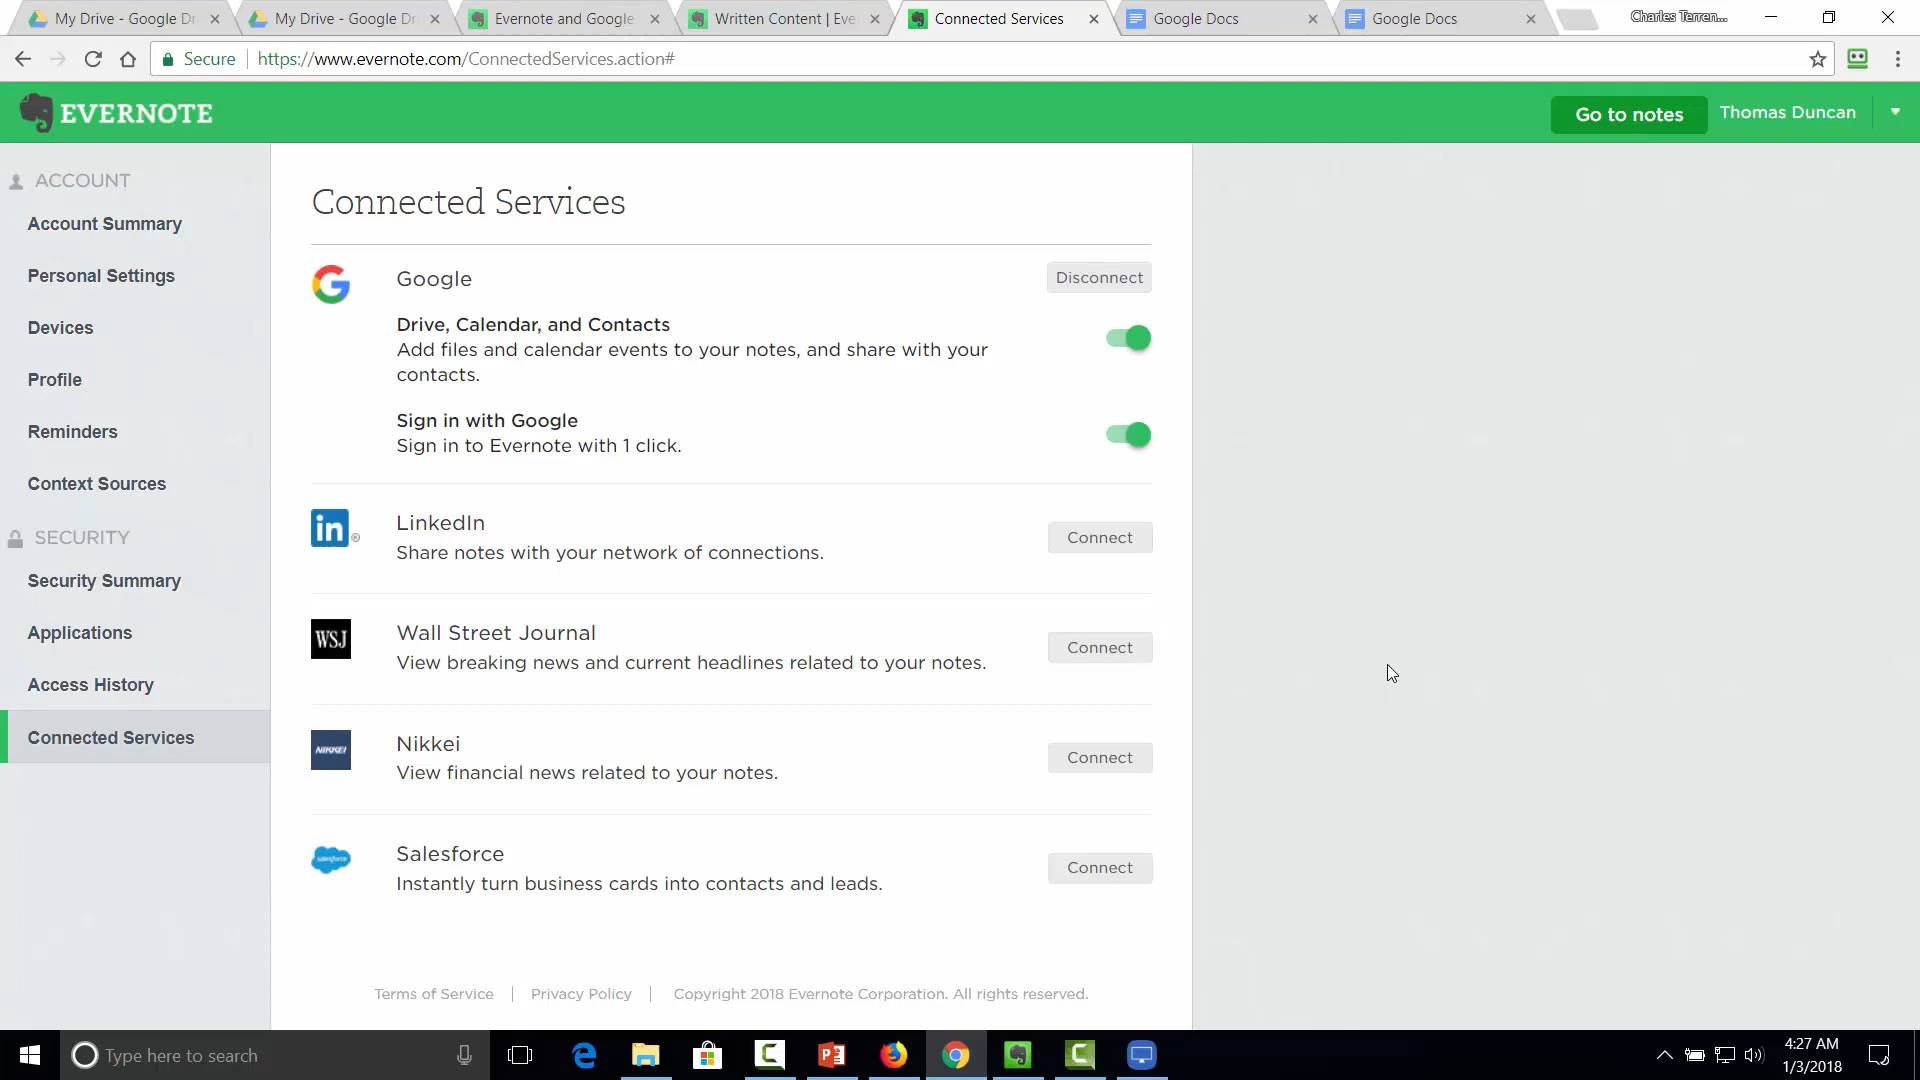 My Drive - Google Dr
My Drive - Google Dr
Evernote and Google
Written Content | Eve
Connected Services
Google Docs
Google Docs
Charles Terren...
Secure
https://www.evernote.com/ConnectedServices.action#
EVERNOTE
Go to notes
Thomas Duncan
ACCOUNT
Account Summary
Personal Settings
Devices
Profile
Reminders
Context Sources
SECURITY
Security Summary
Applications
Access History
Connected Services
Connected Services
Google
Disconnect
Drive, Calendar, and Contacts
Add files and calendar events to your notes, and share with your
contacts.
Sign in with Google
Sign in to Evernote with 1 click.
in ®
LinkedIn
Share notes with your network of connections.
Connect
WSJ
Wall Street Journal
View breaking news and current headlines related to your notes.
Connect
NIKKEI
Nikkei
View financial news related to your notes.
Connect
salesforce
Salesforce
Instantly turn business cards into contacts and leads.
Connect
Terms of Service
Privacy Policy
Copyright 2018 Evernote Corporation. All rights reserved.
Type here to search
4:27 AM
1/3/2018